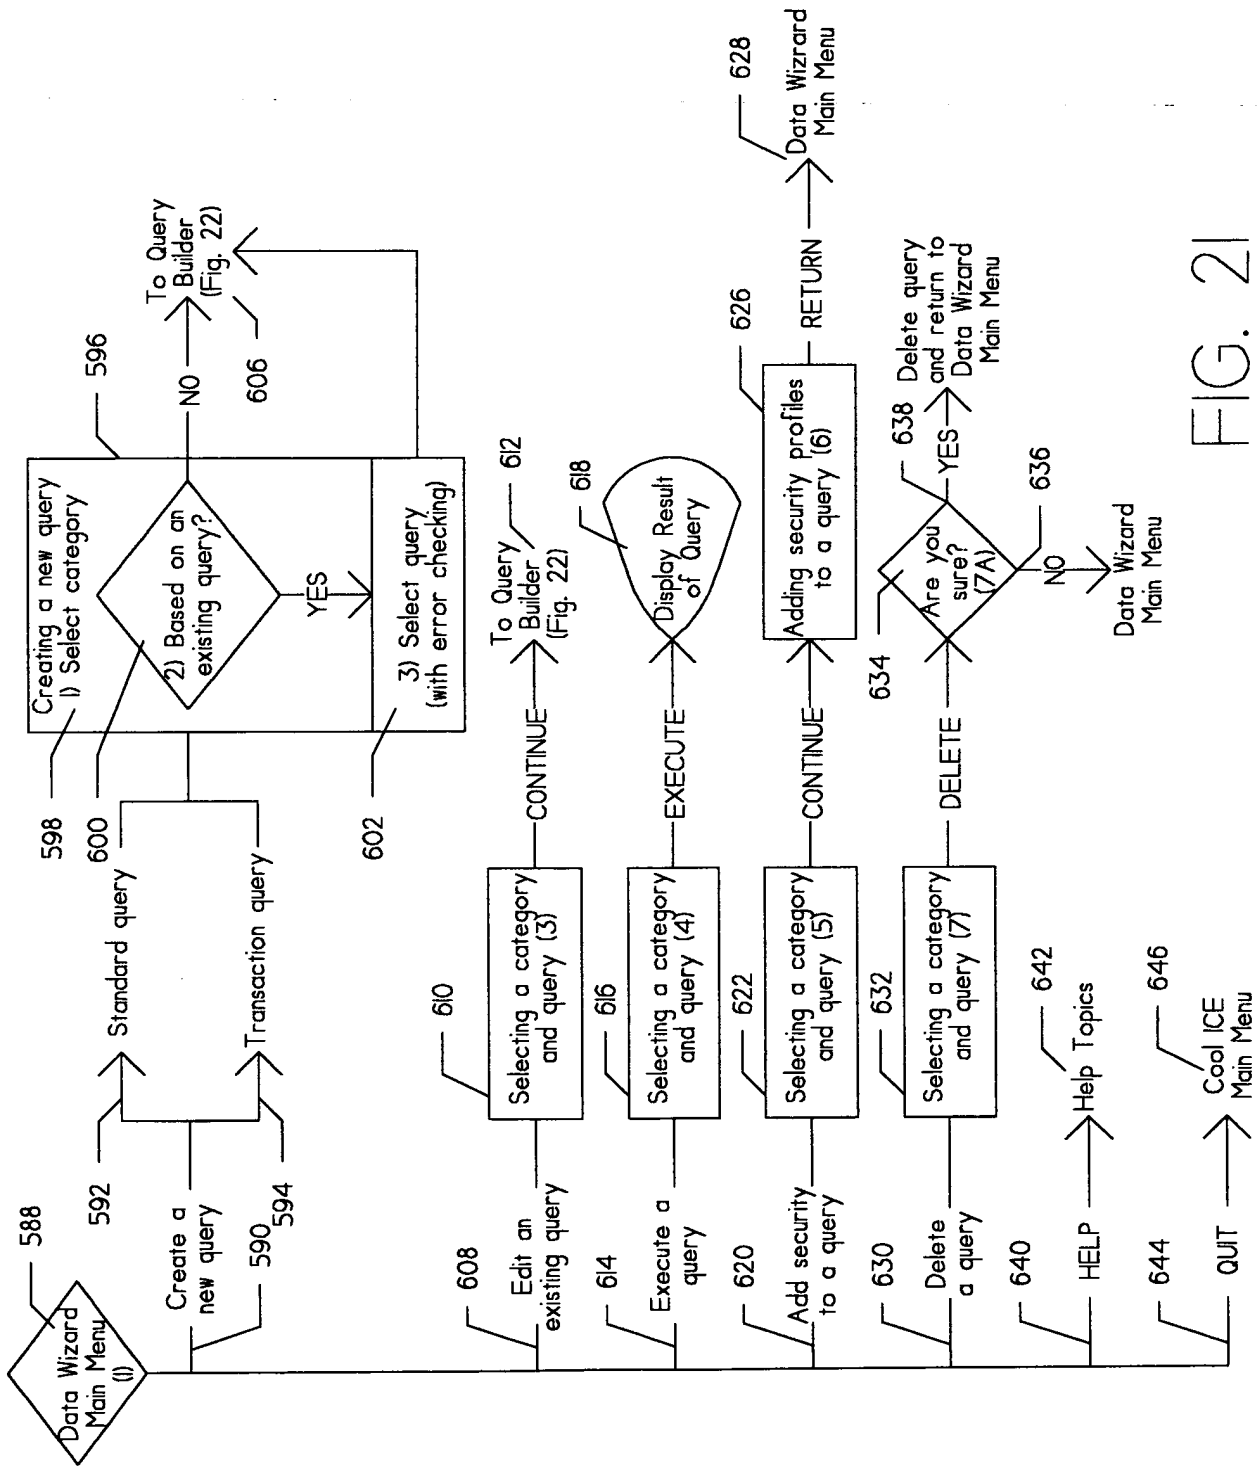 588
Data Wizard
Main Menu
(1)
590
Create a
new query
592
Standard query
594
Transaction query
596
598
Creating a new query
1) Select category
600
2) Based on an
existing query?
NO
YES
602
3) Select query
(with error checking)
To Query
Builder
(Fig. 22)
606
608
Edit an
existing query
610
Selecting a category
and query (3)
CONTINUE
To Query
Builder
(Fig. 22)
612
614
Execute a
query
616
Selecting a category
and query (4)
EXECUTE
618
Display Result
of Query
620
Add security
to a query
622
Selecting a category
and query (5)
CONTINUE
626
Adding security profiles
to a query (6)
RETURN
628
Data Wizrard
Main Menu
630
Delete
a query
632
Selecting a category
and query (7)
DELETE
634
Are you
sure?
(7A)
636
NO
Data Wizard
Main Menu
638
YES
Delete query
and return to
Data Wizard
Main Menu
640
HELP
642
Help Topics
644
QUIT
646
Cool ICE
Main Menu
FIG. 21